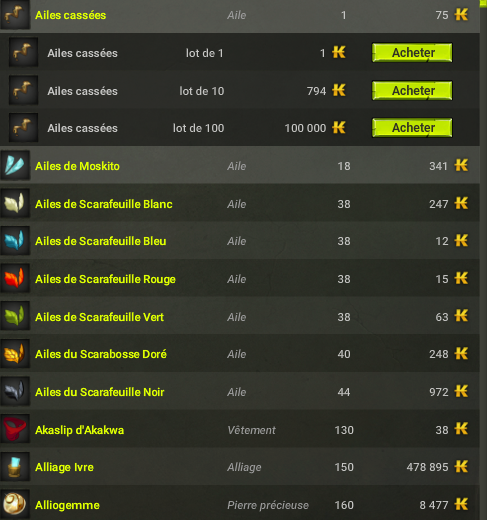 Ailes cassées Aile 1 75
Ailes cassées lot de 1 1 Acheter
Ailes cassées lot de 10 794 Acheter
Ailes cassées lot de 100 100 000 Acheter
Ailes de Moskito Aile 18 341
Ailes de Scarafeuille Blanc Aile 38 247
Ailes de Scarafeuille Bleu Aile 38 12
Ailes de Scarafeuille Rouge Aile 38 15
Ailes de Scarafeuille Vert Aile 38 63
Ailes du Scarabosse Doré Aile 40 248
Ailes du Scarafeuille Noir Aile 44 972
Akaslip d'Akakwa Vêtement 130 38
Alliage Ivre Alliage 150 478 895
Alliogemme Pierre précieuse 160 8 477